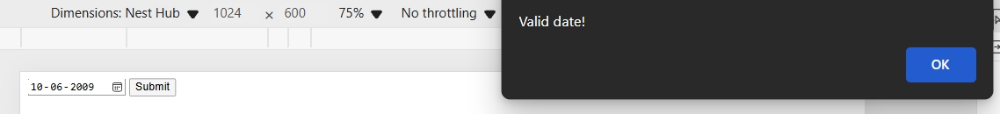 Dimensions: Nest Hub ▼ 1024 × 600 75% ▼ No throttling ▼
Valid date!
OK
10-06-2009 Submit